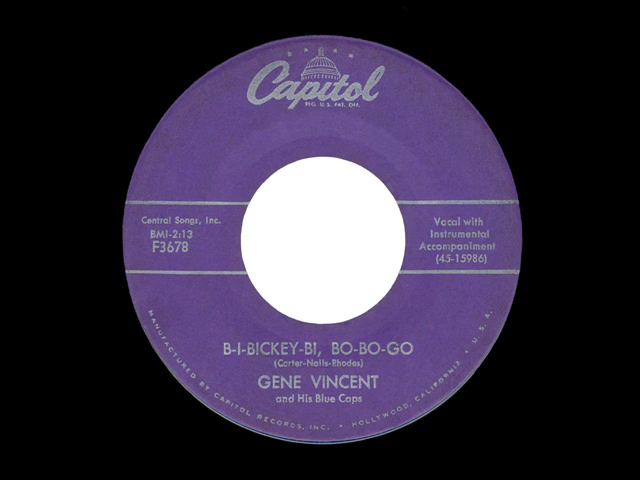 Capitol
REG. U.S. PAT. OFF.
Central Songs, Inc.
BMI-2:13
F3678
Vocal with
Instrumental
Accompaniment
(45-15986)
B-I-BICKEY-BI, BO-BO-GO
(Carter-Nalls-Rhodes)
GENE VINCENT
and His Blue Caps
MANUFACTURED BY CAPITOL RECORDS, INC. • HOLLYWOOD, CALIFORNIA • U.S.A.